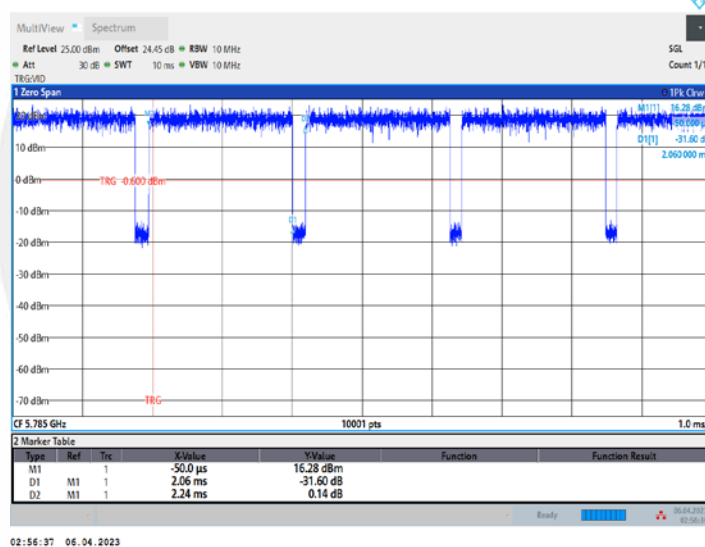 MultiView Spectrum
Ref Level 25.00 dBm Offset 24.45 dB RBW 10 MHz SGL
Att 30 dB SWT 10 ms VBW 10 MHz Count 1/1
TRG:VID
1 Zero Span 1Pk Clrw
M1[1] 16.28 dBm
-50.000 µs
D1[1] -31.60 dB
2.060 000 ms
10 dBm
0 dBm
TRG -0.600 dBm
-10 dBm
D1
-20 dBm
-30 dBm
-40 dBm
-50 dBm
-60 dBm
-70 dBm
TRG
CF 5.785 GHz 10001 pts 1.0 ms
2 Marker Table
Type Ref Trc X-Value Y-Value Function Function Result
M1 1 -50.0 µs 16.28 dBm
D1 M1 1 2.06 ms -31.60 dB
D2 M1 1 2.24 ms 0.14 dB
Ready 06.04.2023
02:56:37 06.04.2023